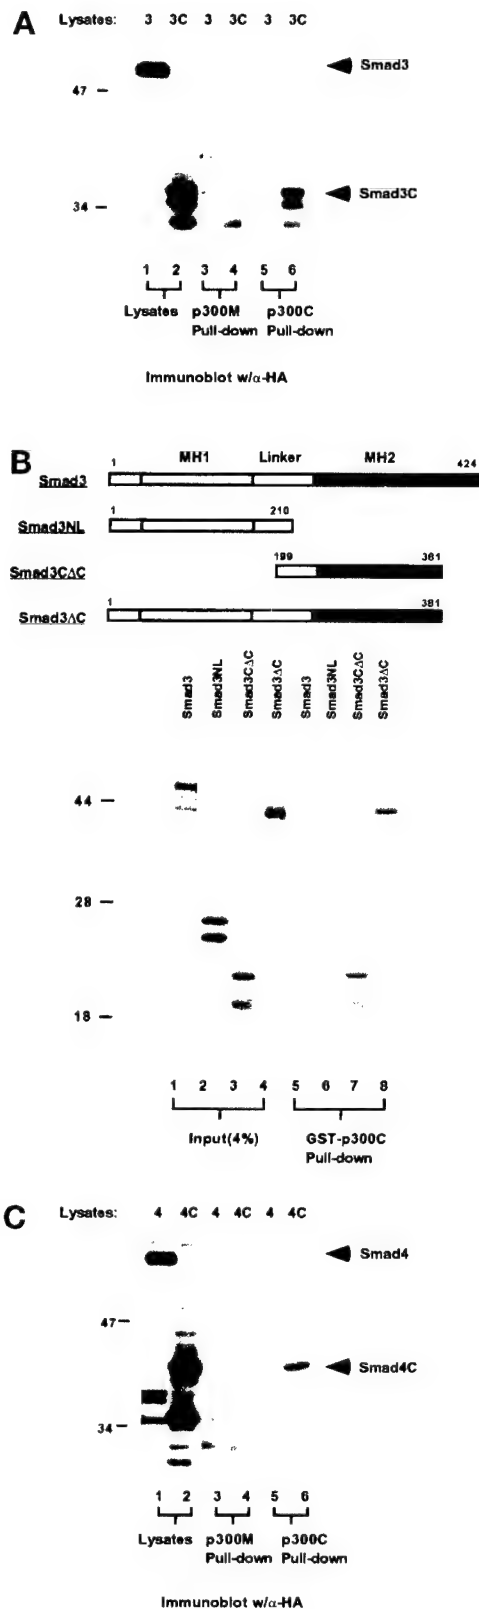 A
Lysates: 3 3C 3 3C 3 3C
Smad3
47
Smad3C
34
1 2 3 4 5 6
Lysates p300M p300C
Pull-down Pull-down
Immunoblot w/α-HA
B
1 MH1 Linker MH2 424
Smad3
1 210
Smad3NL
199 381
Smad3CΔC
1 381
Smad3ΔC
Smad3 Smad3NL Smad3CΔC Smad3ΔC Smad3 Smad3NL Smad3CΔC Smad3ΔC
44
28
18
1 2 3 4 5 6 7 8
Input(4%) GST-p300C
Pull-down
C
Lysates: 4 4C 4 4C 4 4C
Smad4
47
Smad4C
34
1 2 3 4 5 6
Lysates p300M p300C
Pull-down Pull-down
Immunoblot w/α-HA